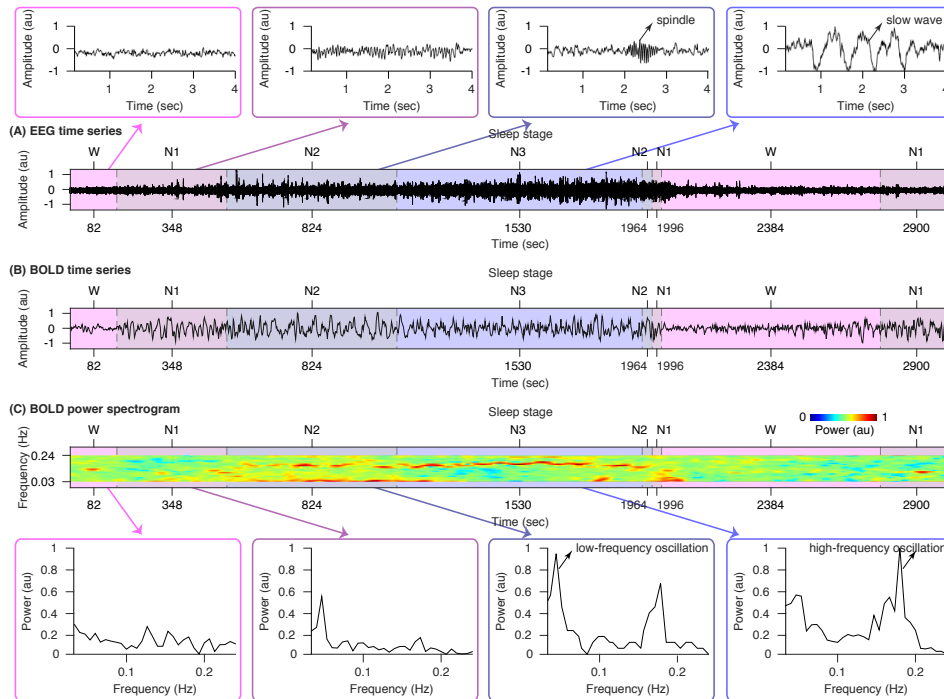 Amplitude (au)
1
0
-1
1 2 3 4
Time (sec)
Amplitude (au)
1
0
-1
1 2 3 4
Time (sec)
Amplitude (au)
1
0
-1
spindle
1 2 3 4
Time (sec)
Amplitude (au)
1
0
-1
slow wave
1 2 3 4
Time (sec)
(A) EEG time series
Sleep stage
W N1 N2 N3 N2 N1 W N1
Amplitude (au)
1
0
-1
82 348 824 1530 1964 1996 2384 2900
Time (sec)
(B) BOLD time series
Sleep stage
W N1 N2 N3 N2 N1 W N1
Amplitude (au)
1
0
-1
82 348 824 1530 1964 1996 2384 2900
Time (sec)
(C) BOLD power spectrogram
Sleep stage
0 1
Power (au)
W N1 N2 N3 N2 N1 W N1
Frequency (Hz)
0.24
0.03
82 348 824 1530 1964 1996 2384 2900
Time (sec)
Power (au)
1
0.8
0.6
0.4
0.2
0
0.1 0.2
Frequency (Hz)
Power (au)
1
0.8
0.6
0.4
0.2
0
0.1 0.2
Frequency (Hz)
Power (au)
1
0.8
0.6
0.4
0.2
0
low-frequency oscillation
0.1 0.2
Frequency (Hz)
Power (au)
1
0.8
0.6
0.4
0.2
0
high-frequency oscillation
0.1 0.2
Frequency (Hz)